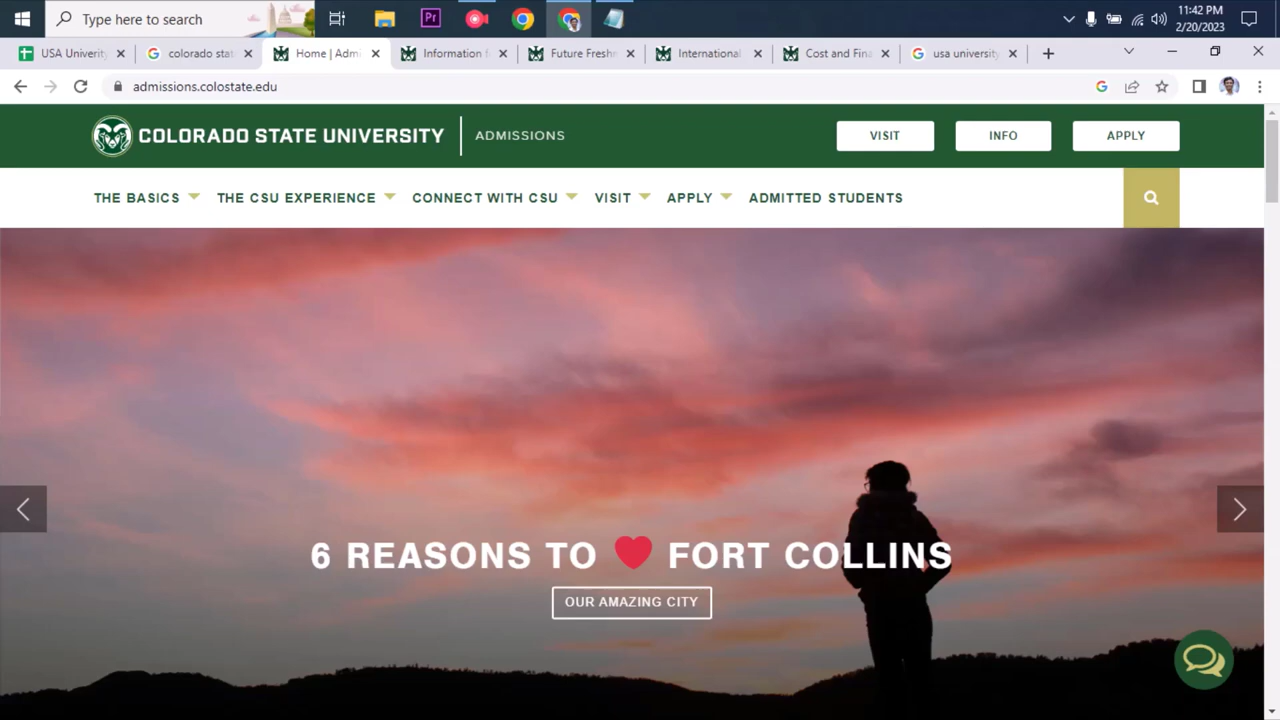 Type here to search
Pr
11:42 PM
2/20/2023
USA Univerity
colorado stat
Home | Admi
Information f
Future Freshm
International
Cost and Fina
usa university
admissions.colostate.edu
COLORADO STATE UNIVERSITY
ADMISSIONS
VISIT
INFO
APPLY
THE BASICS
THE CSU EXPERIENCE
CONNECT WITH CSU
VISIT
APPLY
ADMITTED STUDENTS
6 REASONS TO ❤ FORT COLLINS
OUR AMAZING CITY